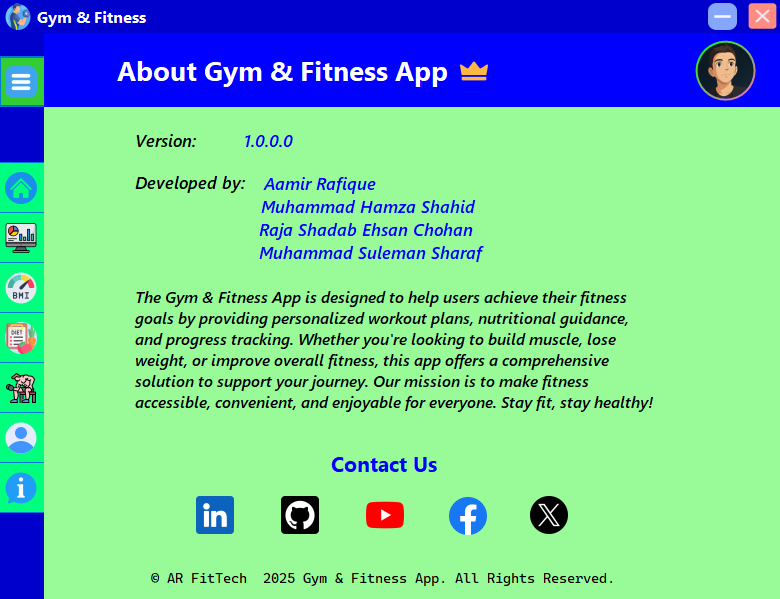 Gym & Fitness
About Gym & Fitness App
Version: 1.0.0.0
Developed by: Aamir Rafique
Muhammad Hamza Shahid
Raja Shadab Ehsan Chohan
Muhammad Suleman Sharaf
BMI
DIET
The Gym & Fitness App is designed to help users achieve their fitness
goals by providing personalized workout plans, nutritional guidance,
and progress tracking. Whether you're looking to build muscle, lose
weight, or improve overall fitness, this app offers a comprehensive
solution to support your journey. Our mission is to make fitness
accessible, convenient, and enjoyable for everyone. Stay fit, stay healthy!
Contact Us
in
© AR FitTech 2025 Gym & Fitness App. All Rights Reserved.